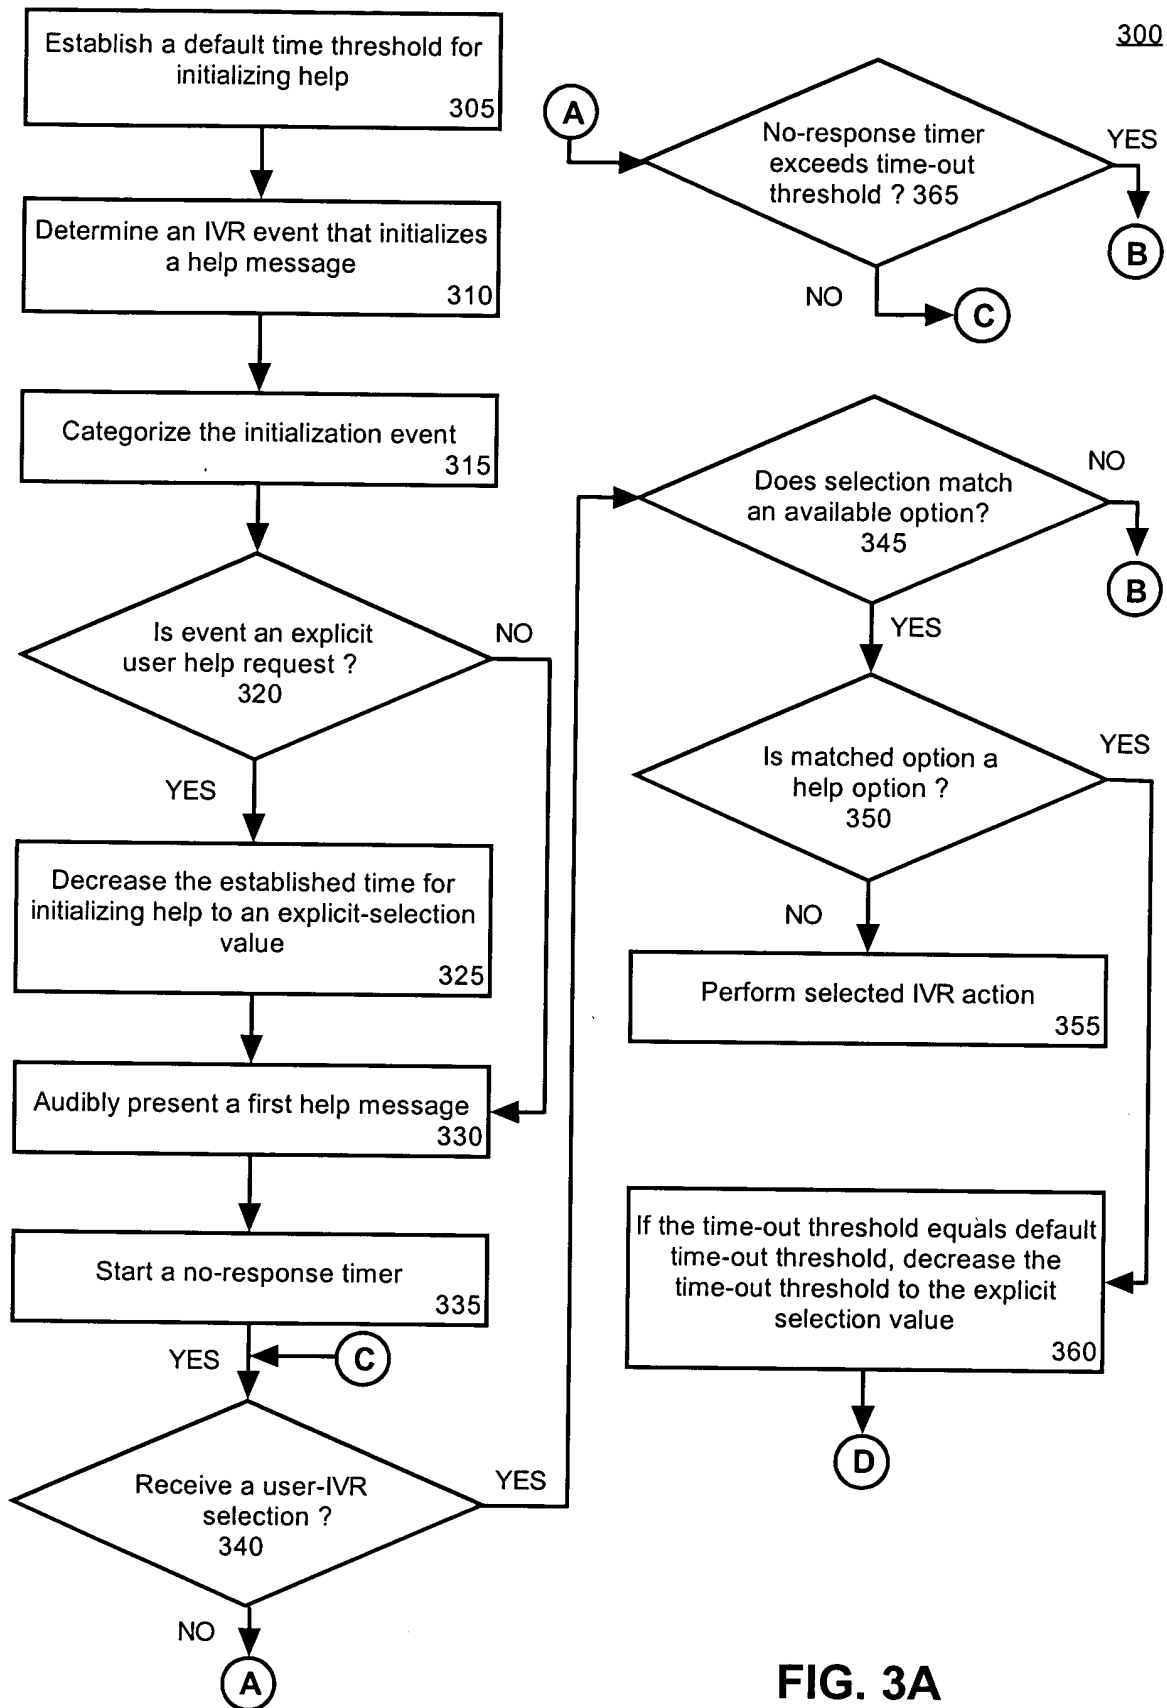 300
Establish a default time threshold for
initializing help
305
Determine an IVR event that initializes
a help message
310
Categorize the initialization event
315
Is event an explicit
user help request ?
320
NO
YES
Decrease the established time for
initializing help to an explicit-selection
value
325
Audibly present a first help message
330
Start a no-response timer
335
YES
C
Receive a user-IVR
selection ?
340
YES
NO
A
A
No-response timer
exceeds time-out
threshold ? 365
YES
B
NO
C
Does selection match
an available option?
345
NO
B
YES
Is matched option a
help option ?
350
YES
NO
Perform selected IVR action
355
If the time-out threshold equals default
time-out threshold, decrease the
time-out threshold to the explicit
selection value
360
D
FIG. 3A